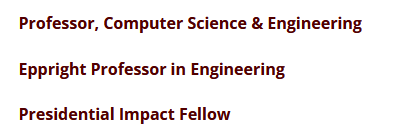 Professor, Computer Science & Engineering
Eppright Professor in Engineering
Presidential Impact Fellow